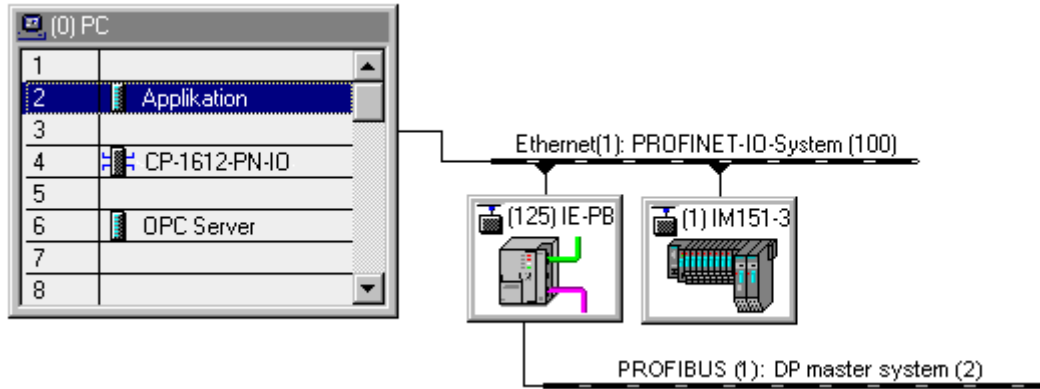 (0) PC
1
2 Applikation
3
4 CP-1612-PN-IO
5
6 OPC Server
7
8
Ethernet(1): PROFINET-IO-System (100)
(125) IE-PB
(1) IM151-3
PROFIBUS (1): DP master system (2)